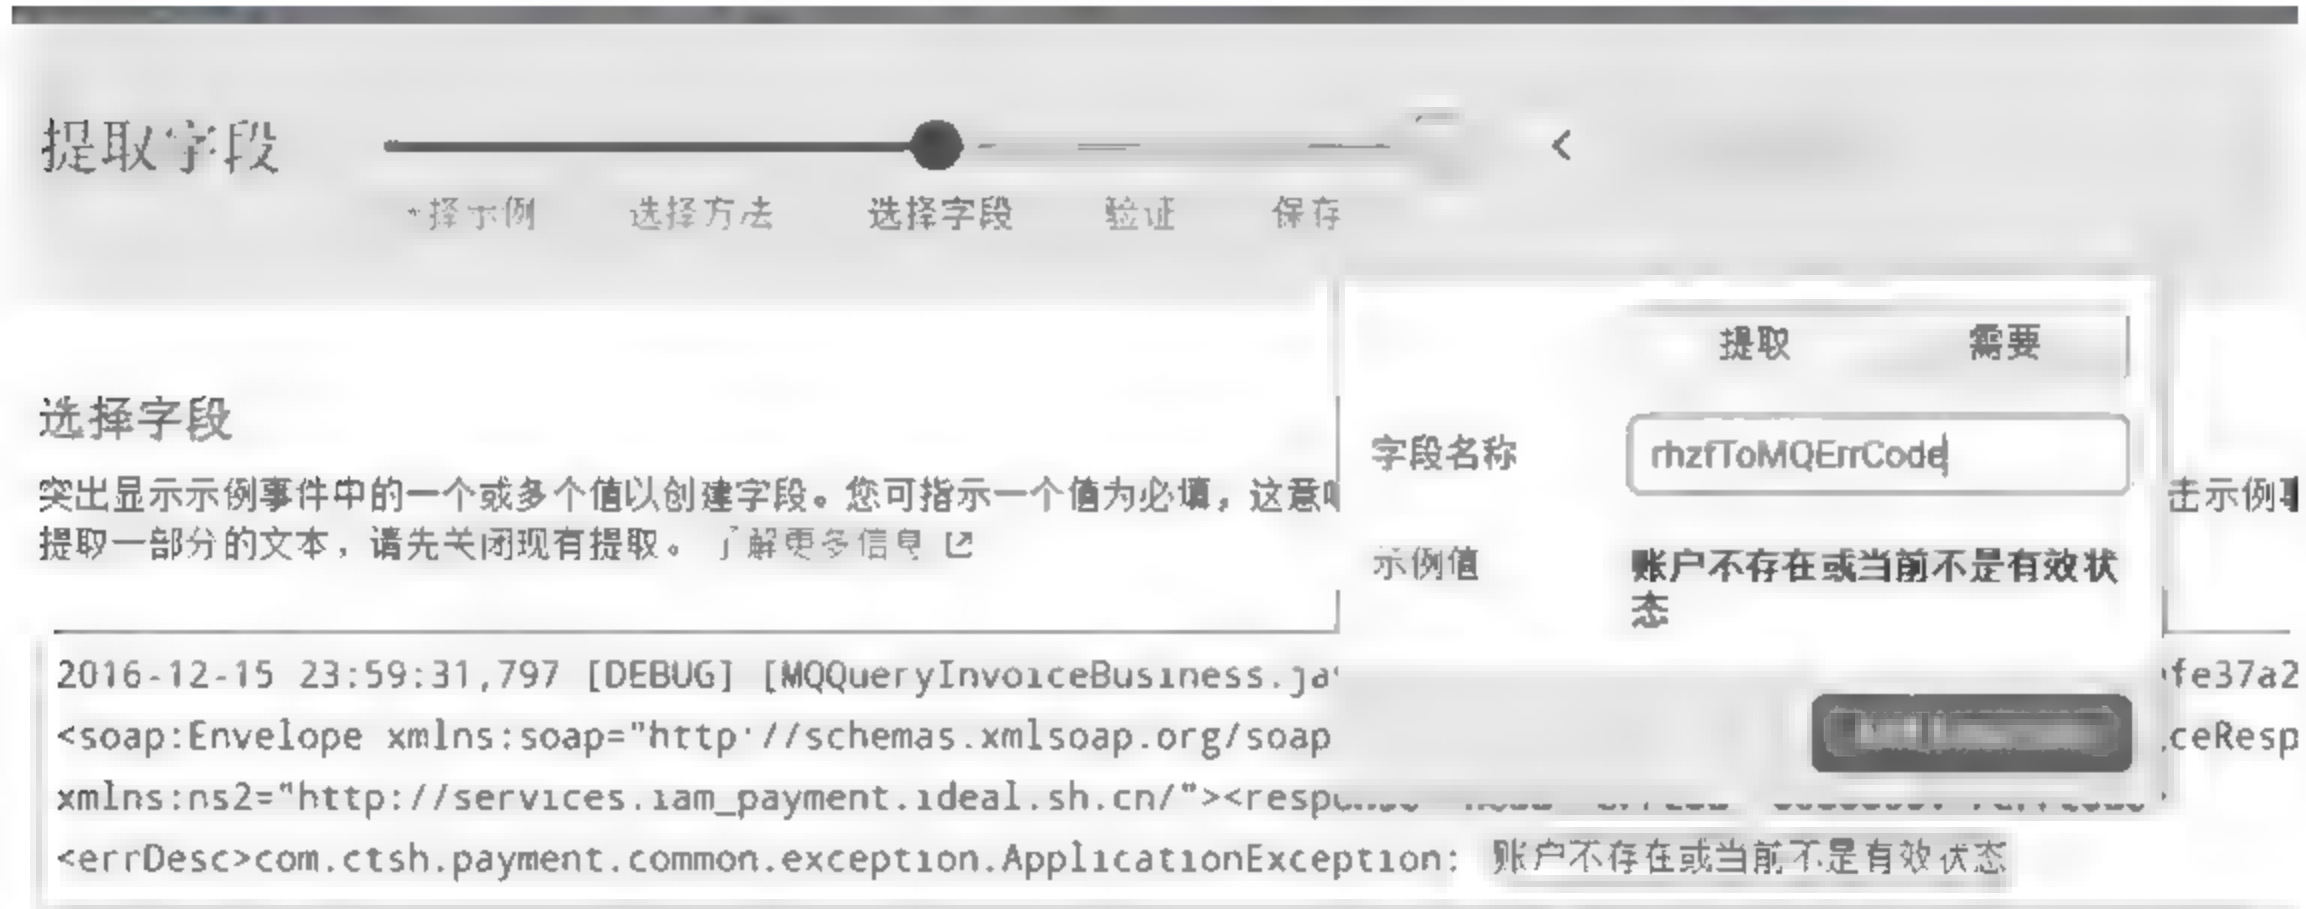 提取字段
择示例 选择方法 选择字段 验证 保存
提取 需要
选择字段
字段名称 rhzfToMQErrCode
突出显示示例事件中的一个或多个值以创建字段。您可指示一个值为必填，这意 击示例
提取一部分的文本，请先关闭现有提取。 了解更多信息
示例值 账户不存在或当前不是有效状
态
2016-12-15 23:59:31,797 [DEBUG] [MQQueryInvoiceBusiness.ja fe37a2
<soap:Envelope xmlns:soap="http://schemas.xmlsoap.org/soap ceResp
xmlns:ns2="http://services.iam_payment.ideal.sh.cn/"><resp
<errDesc>com.ctsh.payment.common.exception.ApplicationException: 账户不存在或当前不是有效状态